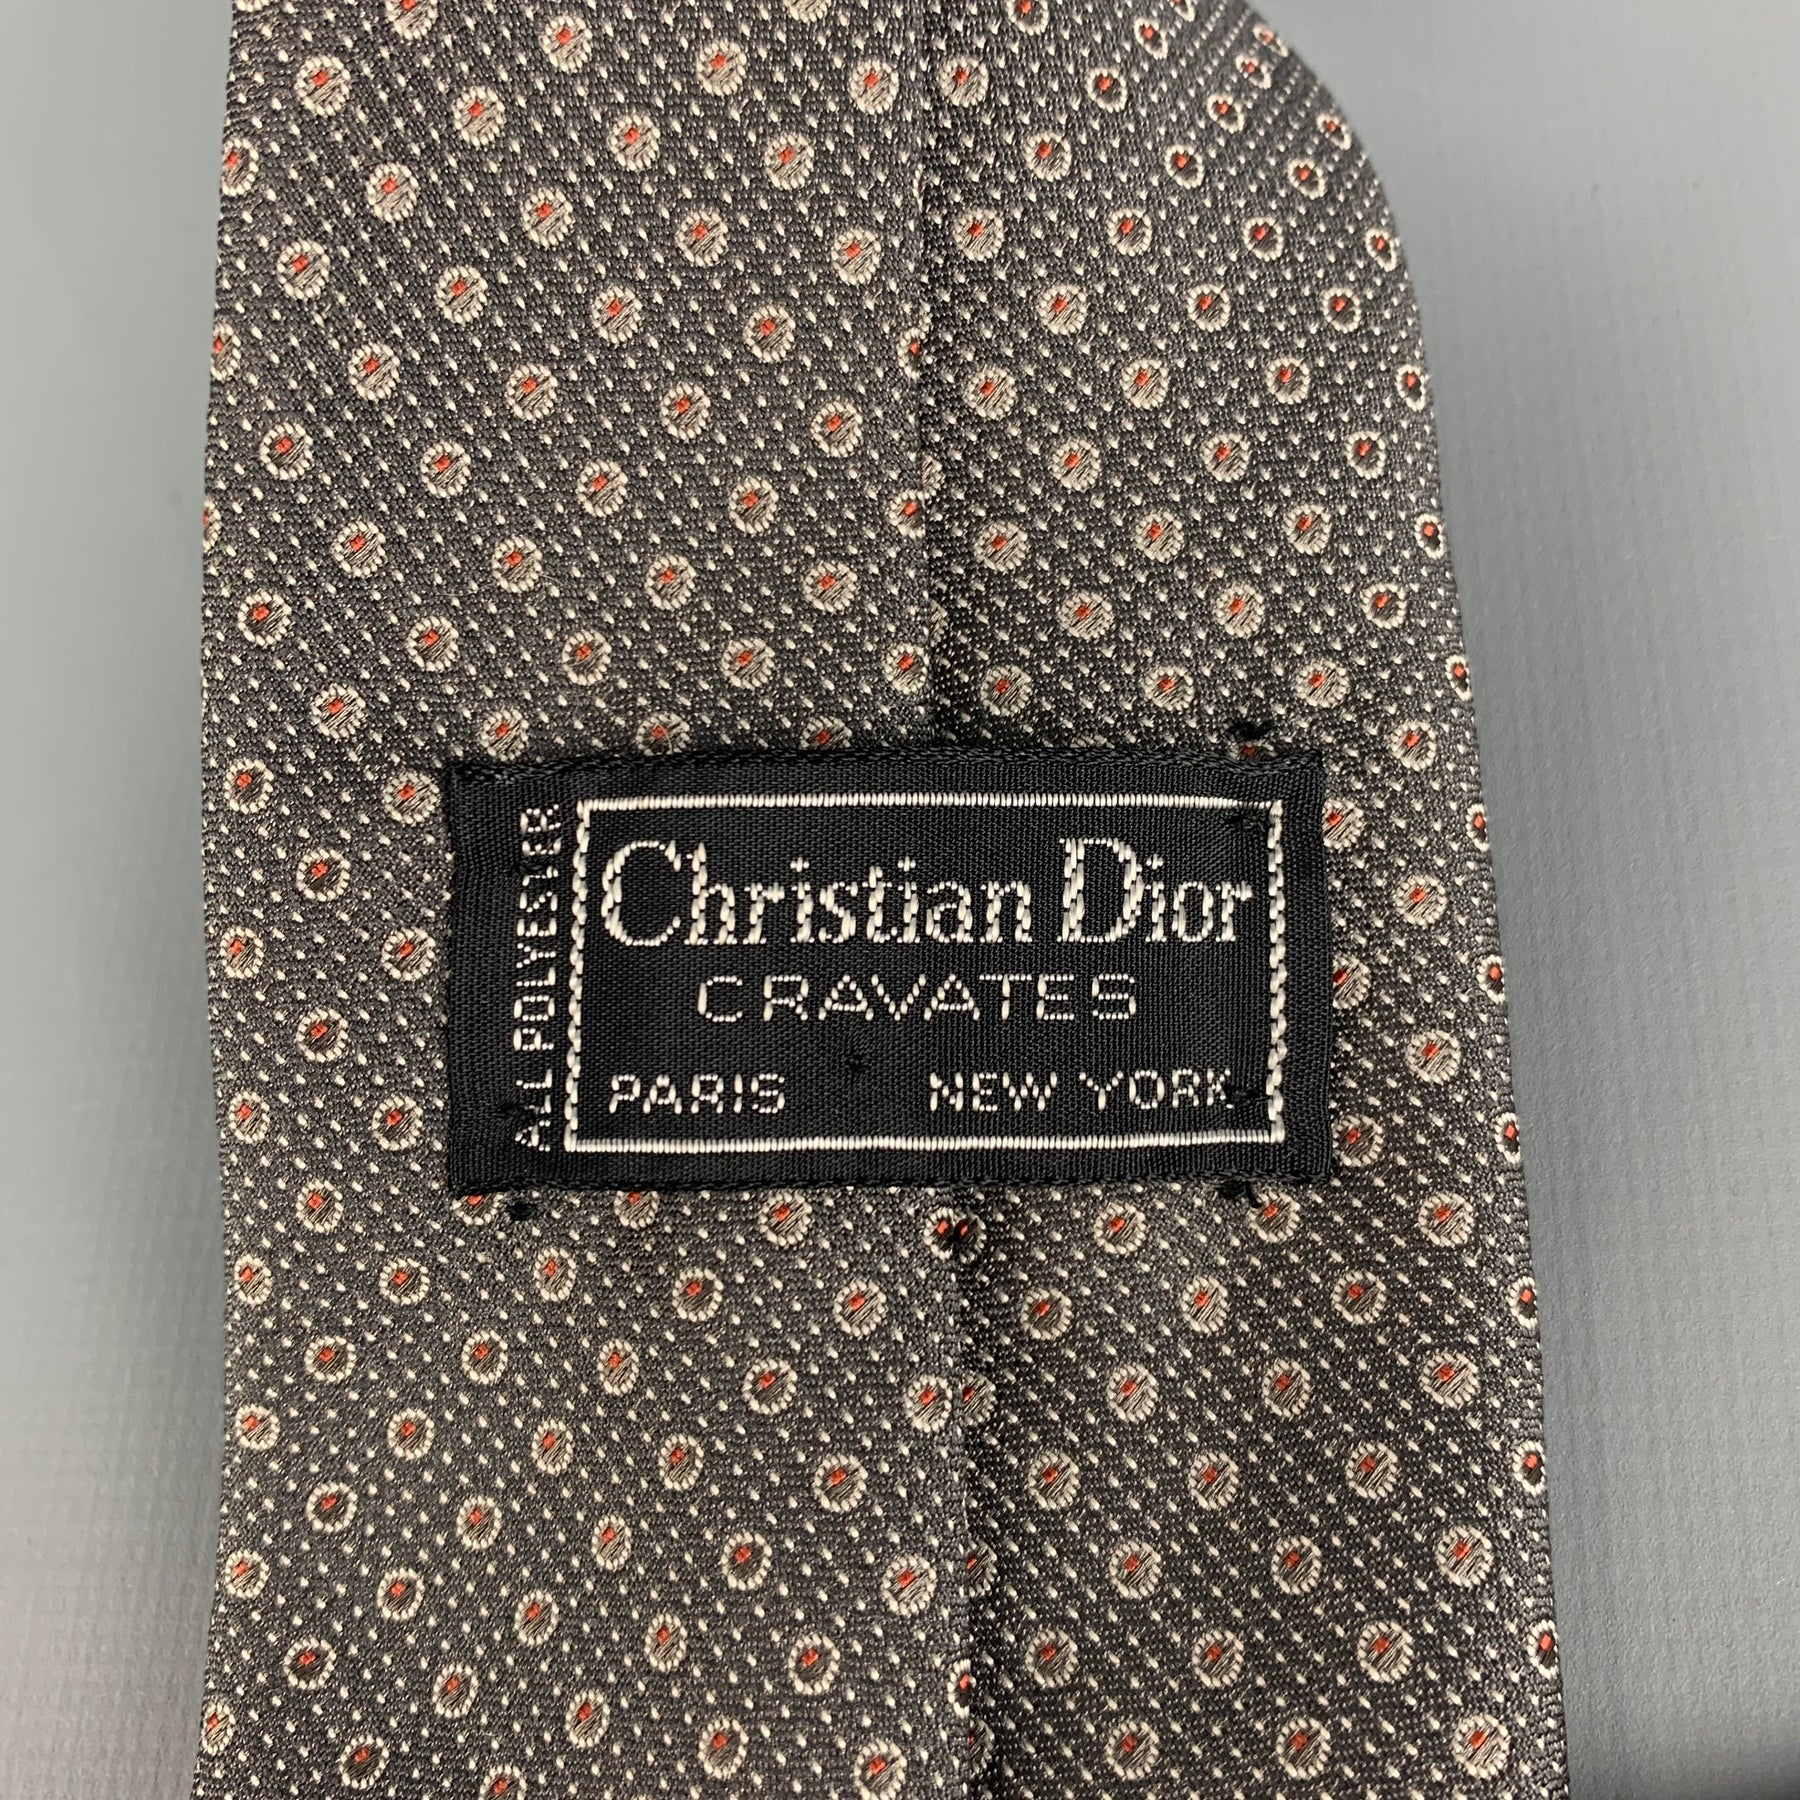 ALL POLYESTER
Christian Dior
CRAVATES
PARIS NEW YORK